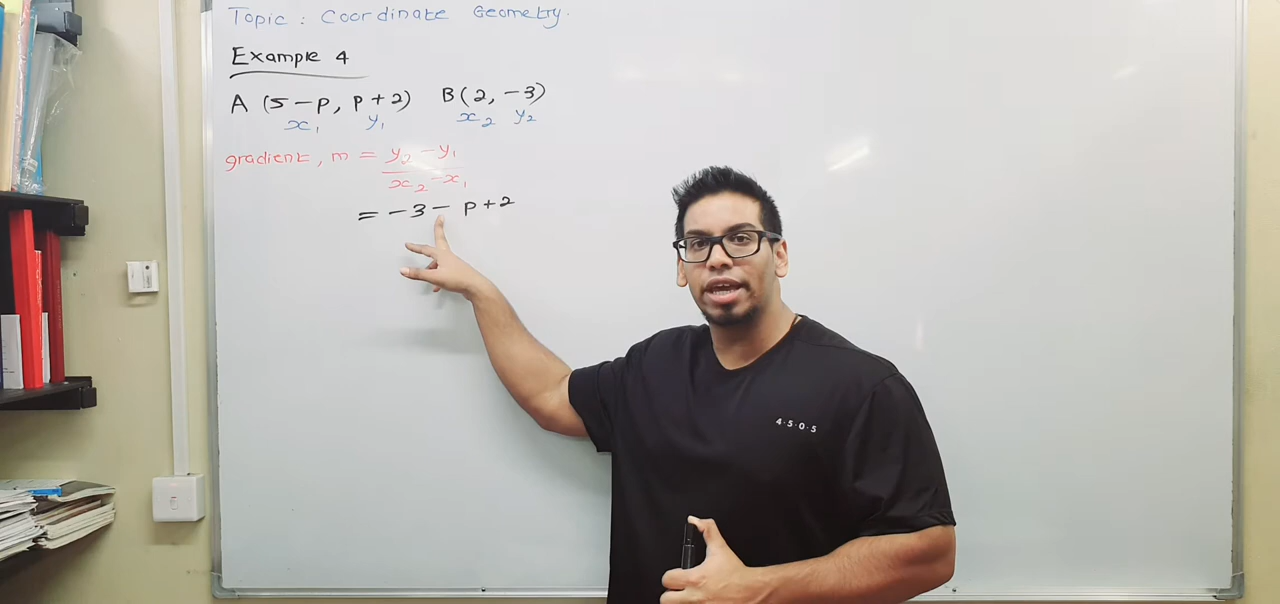 Topic : Coordinate Geometry.
Example 4
A (5 - p, p + 2) B(2, -3)
x₁ y₁ x₂ y₂
gradient, m = y₂ - y₁
x₂ - x₁
= -3 - p + 2
4·5·0·5